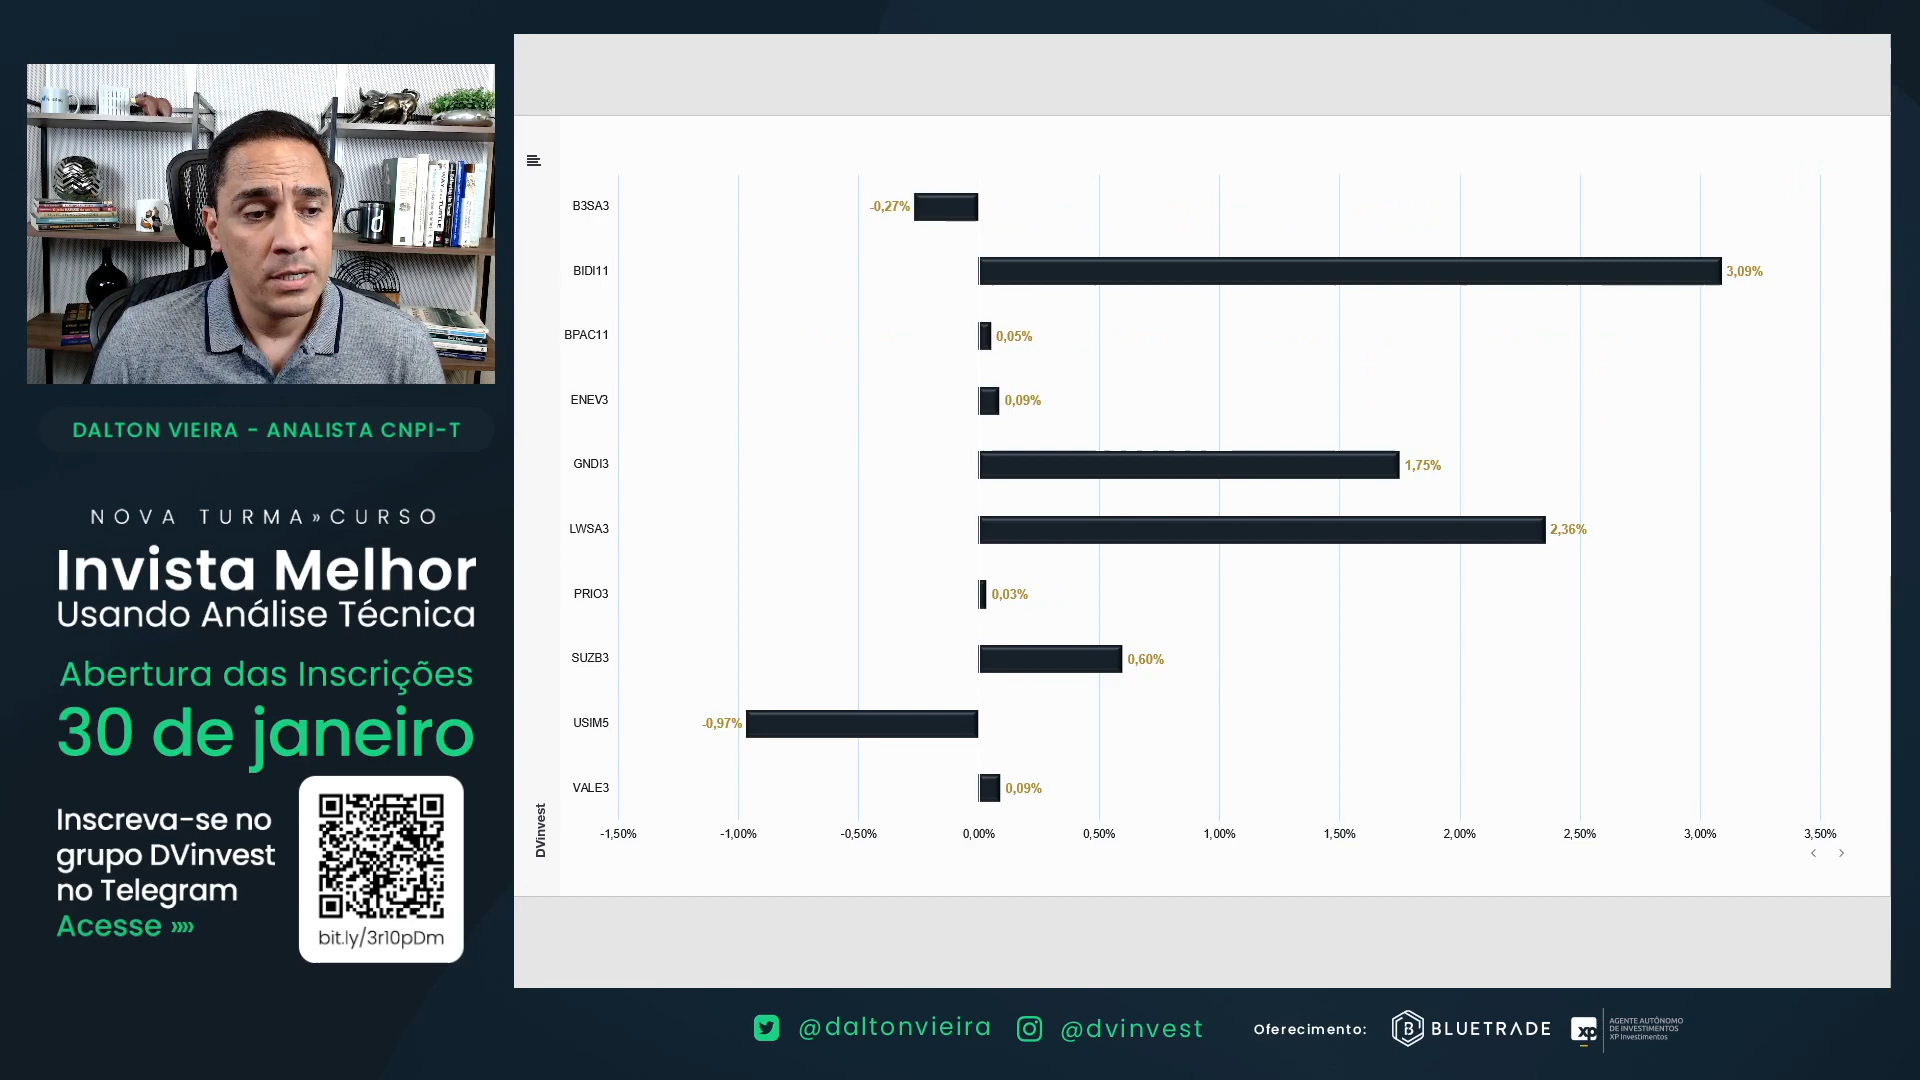 DALTON VIEIRA - ANALISTA CNPI-T
NOVA TURMA»CURSO
Invista Melhor
Usando Análise Técnica
Abertura das Inscrições
30 de janeiro
Inscreva-se no
grupo DVinvest
no Telegram
Acesse »»
bit.ly/3r10pDm
B3SA3
-0,27%
BIDI11
3,09%
BPAC11
0,05%
ENEV3
0,09%
GNDI3
1,75%
LWSA3
2,36%
PRIO3
0,03%
SUZB3
0,60%
USIM5
-0,97%
VALE3
0,09%
-1,50% -1,00% -0,50% 0,00% 0,50% 1,00% 1,50% 2,00% 2,50% 3,00% 3,50%
DVinvest
@daltonvieira
@dvinvest
Oferecimento:
BLUETRADE
xp
AGENTE AUTÔNOMO
DE INVESTIMENTOS
XP Investimentos